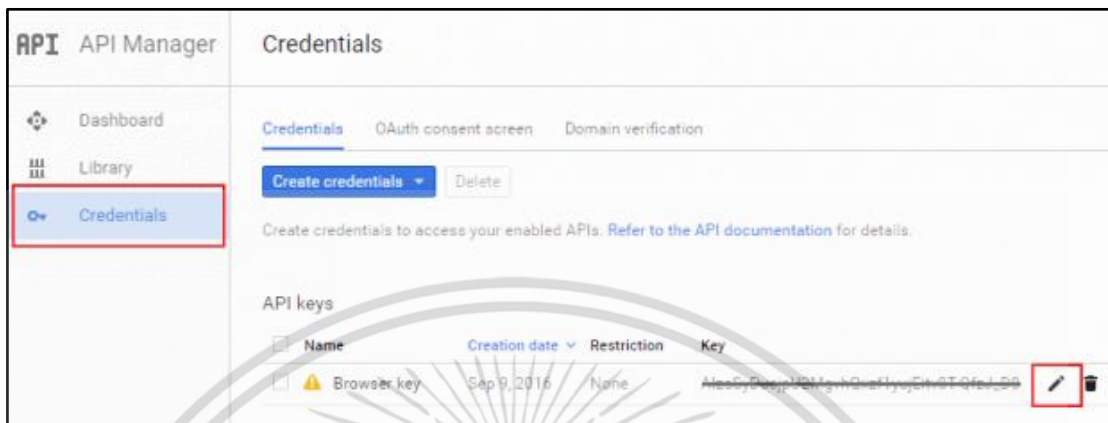 API API Manager Credentials
Dashboard
Library
Credentials
Credentials OAuth consent screen Domain verification
Create credentials Delete
Create credentials to access your enabled APIs. Refer to the API documentation for details.
API keys
Name Creation date Restriction Key
Browser key Sep 9, 2016 None